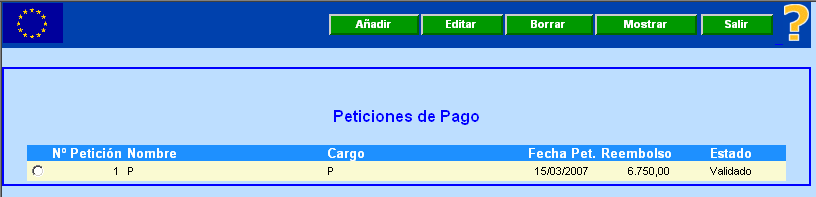 Añadir Editar Borrar Mostrar Salir ?
Peticiones de Pago
Nº Petición Nombre Cargo Fecha Pet. Reembolso Estado
1 P P 15/03/2007 6.750,00 Validado